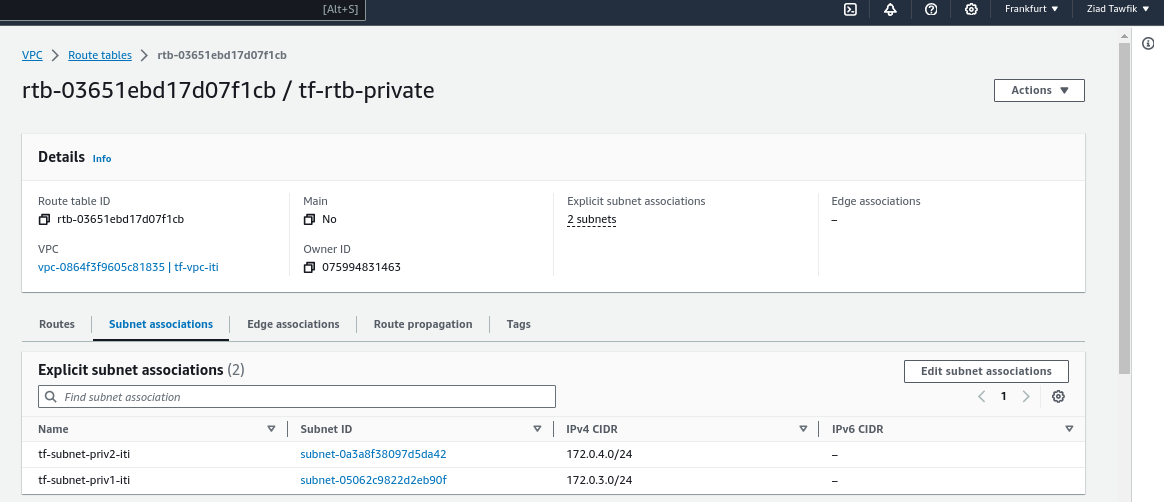 [Alt+S]
Frankfurt ▼
Ziad Tawfik ▼
VPC > Route tables > rtb-03651ebd17d07f1cb
rtb-03651ebd17d07f1cb / tf-rtb-private
Actions ▼
Details Info
Route table ID
rtb-03651ebd17d07f1cb
Main
No
Explicit subnet associations
2 subnets
Edge associations
–
VPC
vpc-0864f3f9605c81835 | tf-vpc-iti
Owner ID
075994831463
Routes
Subnet associations
Edge associations
Route propagation
Tags
Explicit subnet associations (2)
Edit subnet associations
Find subnet association
1
Name Subnet ID IPv4 CIDR IPv6 CIDR
tf-subnet-priv2-iti subnet-0a3a8f38097d5da42 172.0.4.0/24 –
tf-subnet-priv1-iti subnet-05062c9822d2eb90f 172.0.3.0/24 –